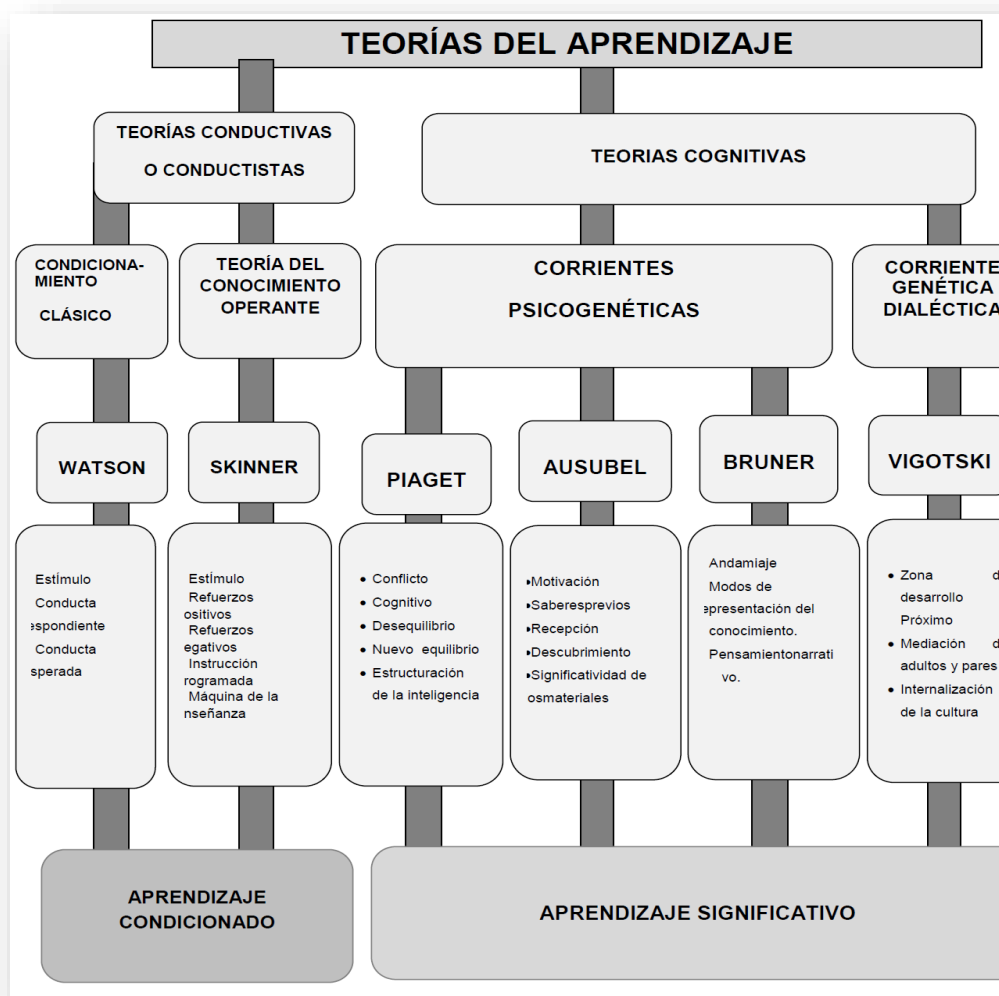 TEORÍAS DEL APRENDIZAJE
TEORÍAS CONDUCTIVAS
O CONDUCTISTAS
TEORIAS COGNITIVAS
CONDICIONA-
MIENTO
CLÁSICO
TEORÍA DEL
CONOCIMIENTO
OPERANTE
CORRIENTES
PSICOGENÉTICAS
CORRIENTE
GENÉTICA
DIALÉCTICA
WATSON
SKINNER
PIAGET
AUSUBEL
BRUNER
VIGOTSKI
EstÍmulo
Conducta
spondiente
Conducta
sperada
EstÍmulo
Refuerzos
ositivos
Refuerzos
egativos
Instrucción
rogramada
Máquina de la
nseñanza
• Conflicto
• Cognitivo
• Desequilibrio
• Nuevo equilibrio
• Estructuración
de la inteligencia
•Motivación
•Saberesprevios
•Recepción
•Descubrimiento
•Significatividad de
osmateriales
Andamiaje
Modos de
epresentación del
conocimiento.
Pensamientonarrati
vo.
• Zona d
desarrollo
Próximo
• Mediación d
adultos y pares
• Internalización
de la cultura
APRENDIZAJE
CONDICIONADO
APRENDIZAJE SIGNIFICATIVO